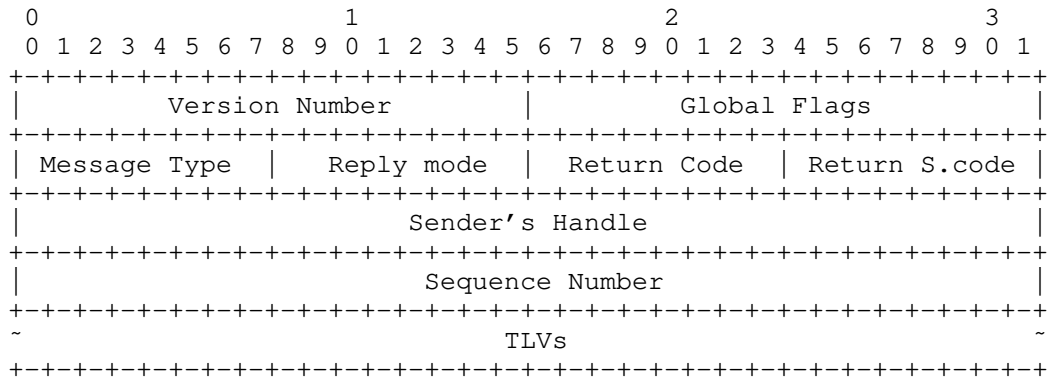 0                   1                   2                   3
 0 1 2 3 4 5 6 7 8 9 0 1 2 3 4 5 6 7 8 9 0 1 2 3 4 5 6 7 8 9 0 1
+-+-+-+-+-+-+-+-+-+-+-+-+-+-+-+-+-+-+-+-+-+-+-+-+-+-+-+-+-+-+-+-+
|         Version Number        |         Global Flags          |
+-+-+-+-+-+-+-+-+-+-+-+-+-+-+-+-+-+-+-+-+-+-+-+-+-+-+-+-+-+-+-+-+
| Message Type  |   Reply mode  |  Return Code  | Return S.code |
+-+-+-+-+-+-+-+-+-+-+-+-+-+-+-+-+-+-+-+-+-+-+-+-+-+-+-+-+-+-+-+-+
|                        Sender’s Handle                        |
+-+-+-+-+-+-+-+-+-+-+-+-+-+-+-+-+-+-+-+-+-+-+-+-+-+-+-+-+-+-+-+-+
|                         Sequence Number                       |
+-+-+-+-+-+-+-+-+-+-+-+-+-+-+-+-+-+-+-+-+-+-+-+-+-+-+-+-+-+-+-+-+
~                              TLVs                             ~
+-+-+-+-+-+-+-+-+-+-+-+-+-+-+-+-+-+-+-+-+-+-+-+-+-+-+-+-+-+-+-+-+